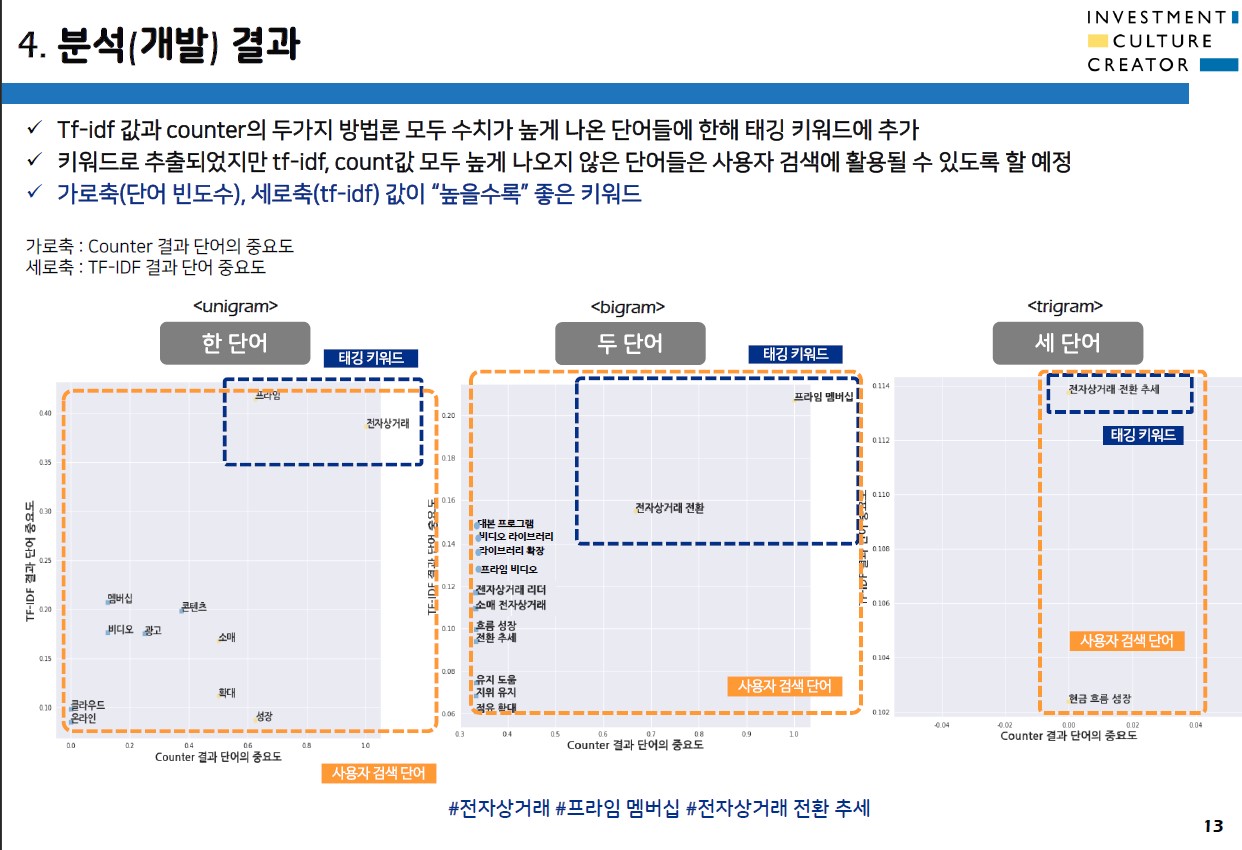 4. 분석(개발) 결과
INVESTMENT
CULTURE
CREATOR
✓ Tf-idf 값과 counter의 두가지 방법론 모두 수치가 높게 나온 단어들에 한해 태깅 키워드에 추가
✓ 키워드로 추출되었지만 tf-idf, count값 모두 높게 나오지 않은 단어들은 사용자 검색에 활용될 수 있도록 할 예정
✓ 가로축(단어 빈도수), 세로축(tf-idf) 값이 “높을수록” 좋은 키워드
가로축 : Counter 결과 단어의 중요도
세로축 : TF-IDF 결과 단어 중요도
<unigram>
한 단어
태깅 키워드
프라임
전자상거래
멤버십
콘텐츠
비디오
광고
소매
확대
클라우드
온라인
성장
TF-IDF 결과 단어 중요도
0.40
0.35
0.30
0.25
0.20
0.15
0.10
0.0 0.2 0.4 0.6 0.8 1.0
Counter 결과 단어의 중요도
사용자 검색 단어
<bigram>
두 단어
태깅 키워드
프라임 멤버십
전자상거래 전환
대본 프로그램
비디오 라이브러리
라이브러리 확장
프라임 비디오
전자상거래 리더
소매 전자상거래
흐름 성장
전환 추세
유지 도움
지위 유지
점유 확대
사용자 검색 단어
TF-IDF 결과 단어 중요도
0.20
0.18
0.16
0.14
0.12
0.10
0.08
0.06
0.3 0.4 0.5 0.6 0.7 0.8 0.9 1.0
Counter 결과 단어의 중요도
<trigram>
세 단어
전자상거래 전환 추세
태깅 키워드
사용자 검색 단어
현금 흐름 성장
TF-IDF 결과 단어 중요도
0.114
0.112
0.110
0.108
0.106
0.104
0.102
-0.04 -0.02 0.00 0.02 0.04
Counter 결과 단어의 중요도
#전자상거래 #프라임 멤버십 #전자상거래 전환 추세
13